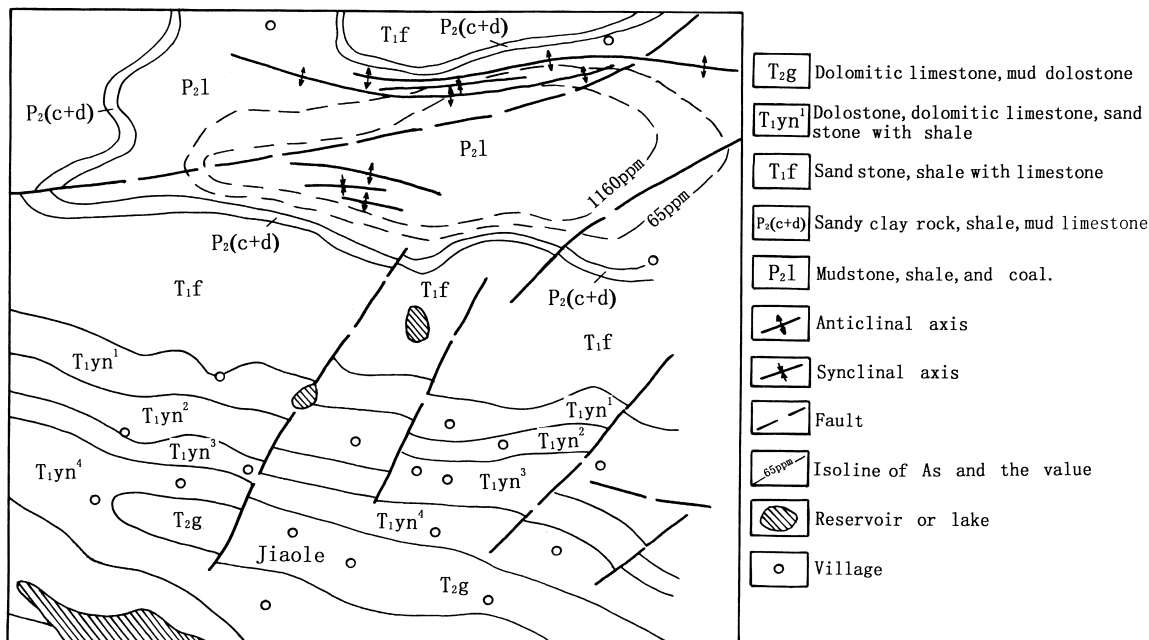 T₁f
P₂(c+d)
P₂l
P₂(c+d)
P₂l
1160ppm
65ppm
P₂(c+d)
T₁f
T₁f
P₂(c+d)
T₁f
T₁yn¹
T₁yn²
T₁yn¹
T₁yn³
T₁yn²
T₁yn⁴
T₁yn³
T₂g
T₁yn⁴
Jiaole
T₂g
T₂g Dolomitic limestone, mud dolostone
T₁yn¹ Dolostone, dolomitic limestone, sand
stone with shale
T₁f Sand stone, shale with limestone
P₂(c+d) Sandy clay rock, shale, mud limestone
P₂l Mudstone, shale, and coal.
Anticlinal axis
Synclinal axis
Fault
65ppm Isoline of As and the value
Reservoir or lake
Village